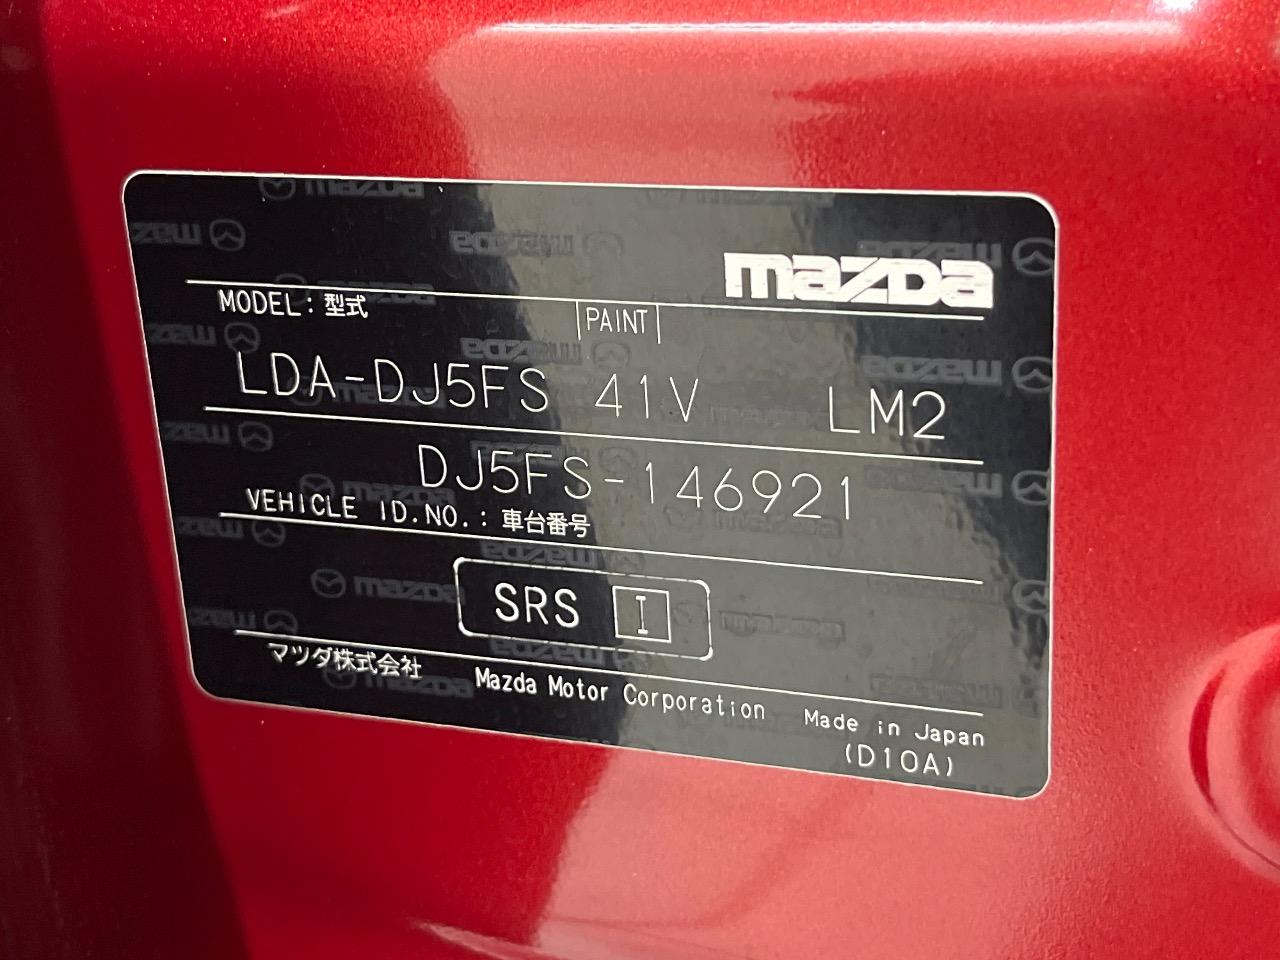 mazda
MODEL：型式 PAINT
LDA-DJ5FS 41V LM2
DJ5FS-146921
VEHICLE ID.NO.：車台番号
SRS I
マツダ株式会社 Mazda Motor Corporation Made in Japan
(D10A)